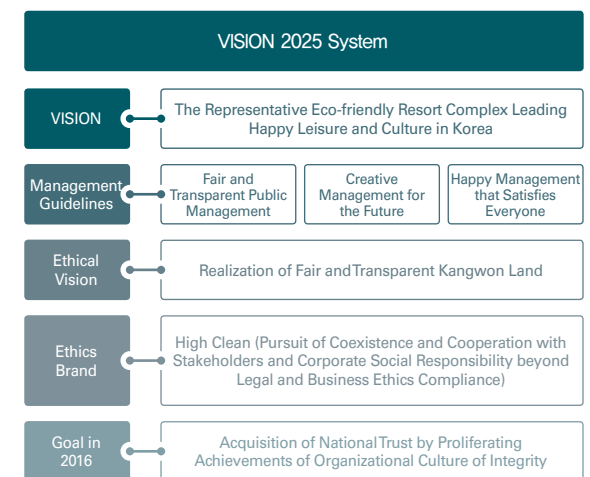 VISION 2025 System
VISION
The Representative Eco-friendly Resort Complex Leading
Happy Leisure and Culture in Korea
Management
Guidelines
Fair and
Transparent Public
Management
Creative
Management for
the Future
Happy Management
that Satisfies
Everyone
Ethical
Vision
Realization of Fair and Transparent Kangwon Land
Ethics
Brand
High Clean (Pursuit of Coexistence and Cooperation with
Stakeholders and Corporate Social Responsibility beyond
Legal and Business Ethics Compliance)
Goal in
2016
Acquisition of National Trust by Proliferating
Achievements of Organizational Culture of Integrity